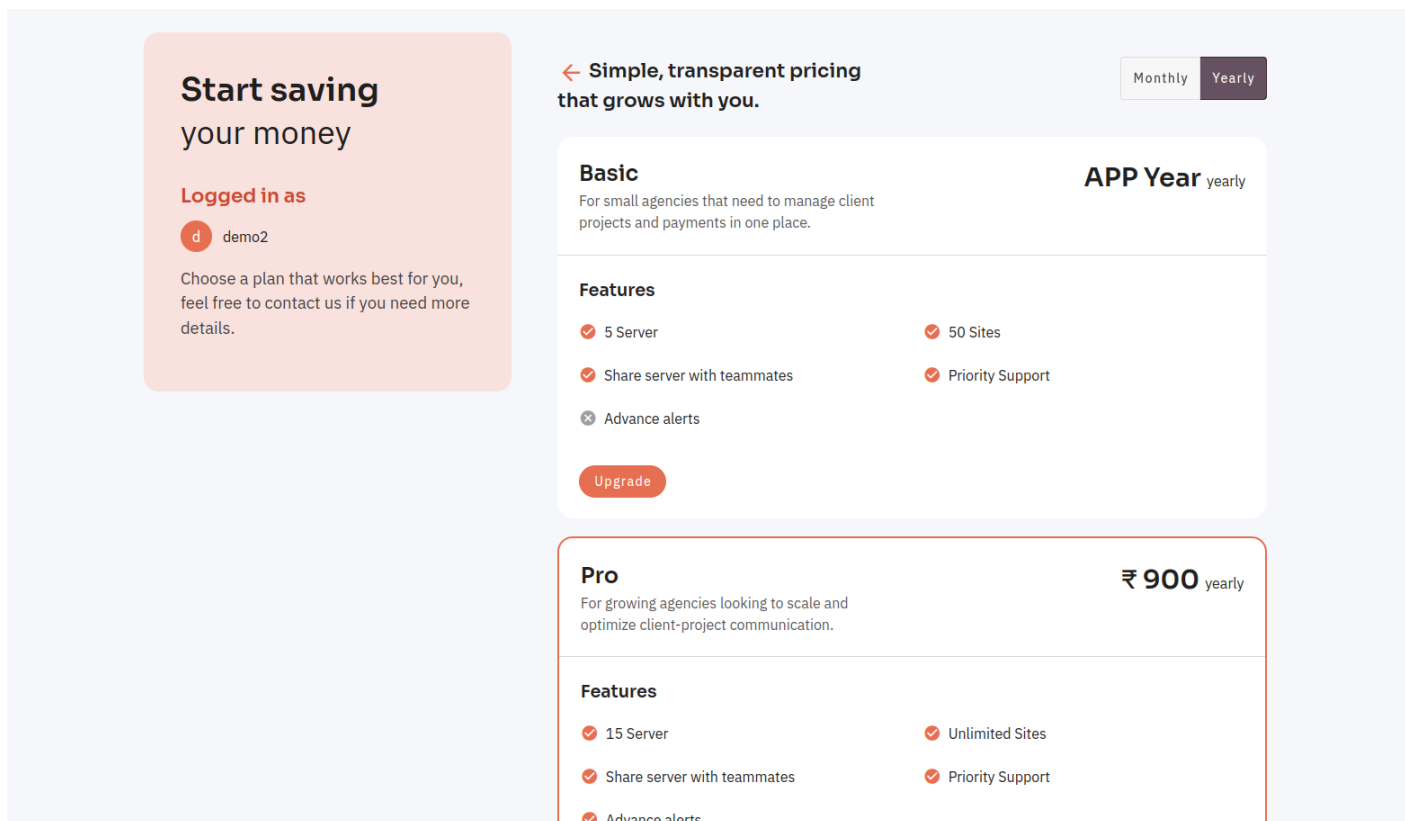 Start saving
your money
Logged in as
d demo2
Choose a plan that works best for you,
feel free to contact us if you need more
details.
Simple, transparent pricing
that grows with you.
Monthly Yearly
Basic
APP Year yearly
For small agencies that need to manage client
projects and payments in one place.
Features
5 Server 50 Sites
Share server with teammates Priority Support
Advance alerts
Upgrade
Pro
₹ 900 yearly
For growing agencies looking to scale and
optimize client-project communication.
Features
15 Server Unlimited Sites
Share server with teammates Priority Support
Advance alerts